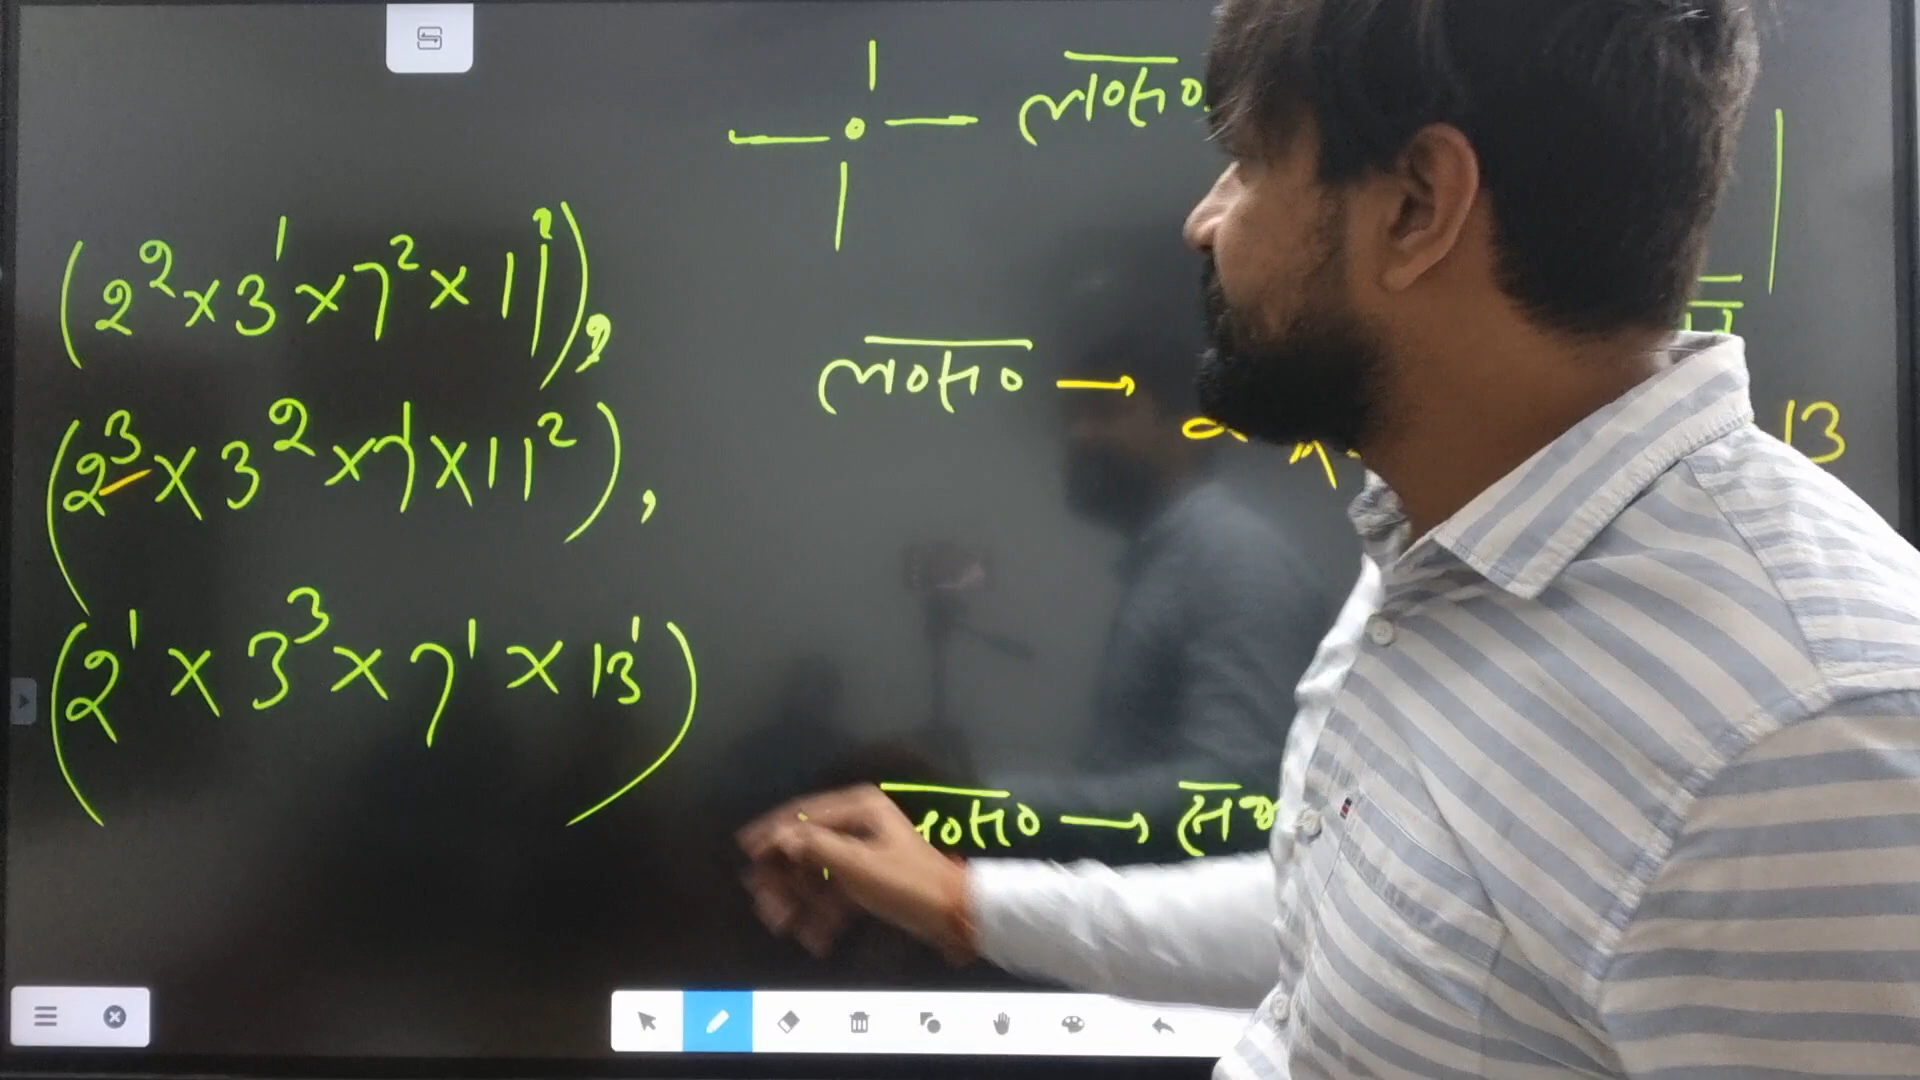 (2² × 3¹ × 7² × 11²),
(2³ × 3² × 7¹ × 11²),
(2¹ × 3³ × 7¹ × 13¹)
ल०स०
ल०स० →
13
ल०स० →